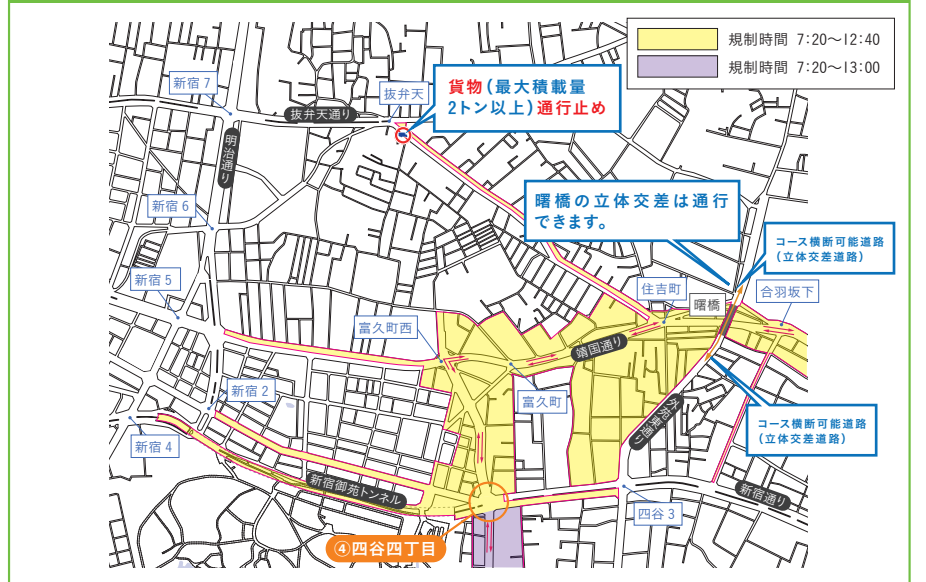 規制時間 7:20〜12:40
規制時間 7:20〜13:00
新宿7
抜弁天
貨物(最大積載量
2トン以上)通行止め
抜弁天通り
明治通り
曙橋の立体交差は通行
できます。
新宿6
コース横断可能道路
(立体交差道路)
新宿5
住吉町
合羽坂下
曙橋
富久町西
靖国通り
新宿2
富久町
外苑東通り
コース横断可能道路
(立体交差道路)
新宿4
新宿御苑トンネル
新宿通り
四谷3
④四谷四丁目